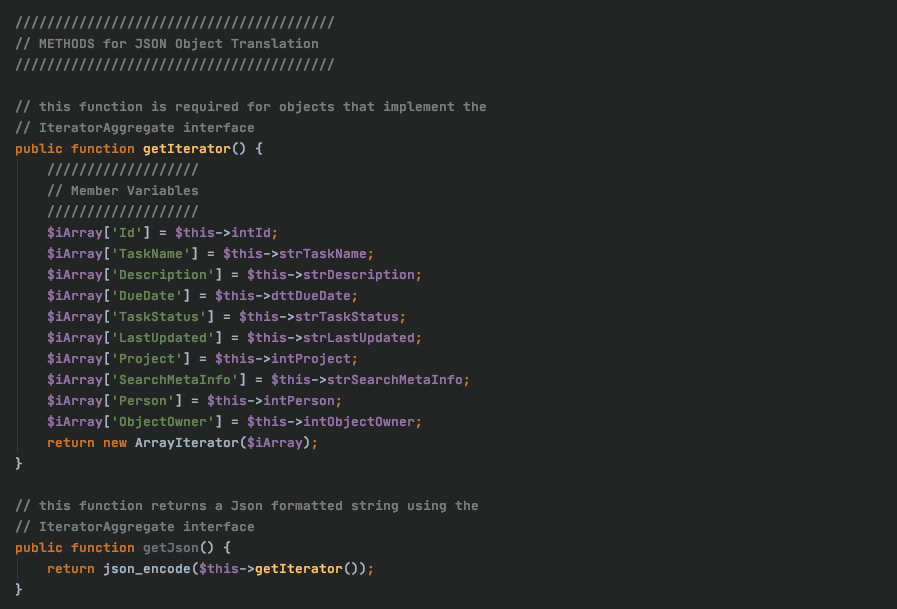 ////////////////////////////////////////
// METHODS for JSON Object Translation
////////////////////////////////////////
// this function is required for objects that implement the
// IteratorAggregate interface
public function getIterator() {
///////////////////
// Member Variables
///////////////////
$iArray['Id'] = $this->intId;
$iArray['TaskName'] = $this->strTaskName;
$iArray['Description'] = $this->strDescription;
$iArray['DueDate'] = $this->dttDueDate;
$iArray['TaskStatus'] = $this->strTaskStatus;
$iArray['LastUpdated'] = $this->strLastUpdated;
$iArray['Project'] = $this->intProject;
$iArray['SearchMetaInfo'] = $this->strSearchMetaInfo;
$iArray['Person'] = $this->intPerson;
$iArray['ObjectOwner'] = $this->intObjectOwner;
return new ArrayIterator($iArray);
}
// this function returns a Json formatted string using the
// IteratorAggregate interface
public function getJson() {
return json_encode($this->getIterator());
}